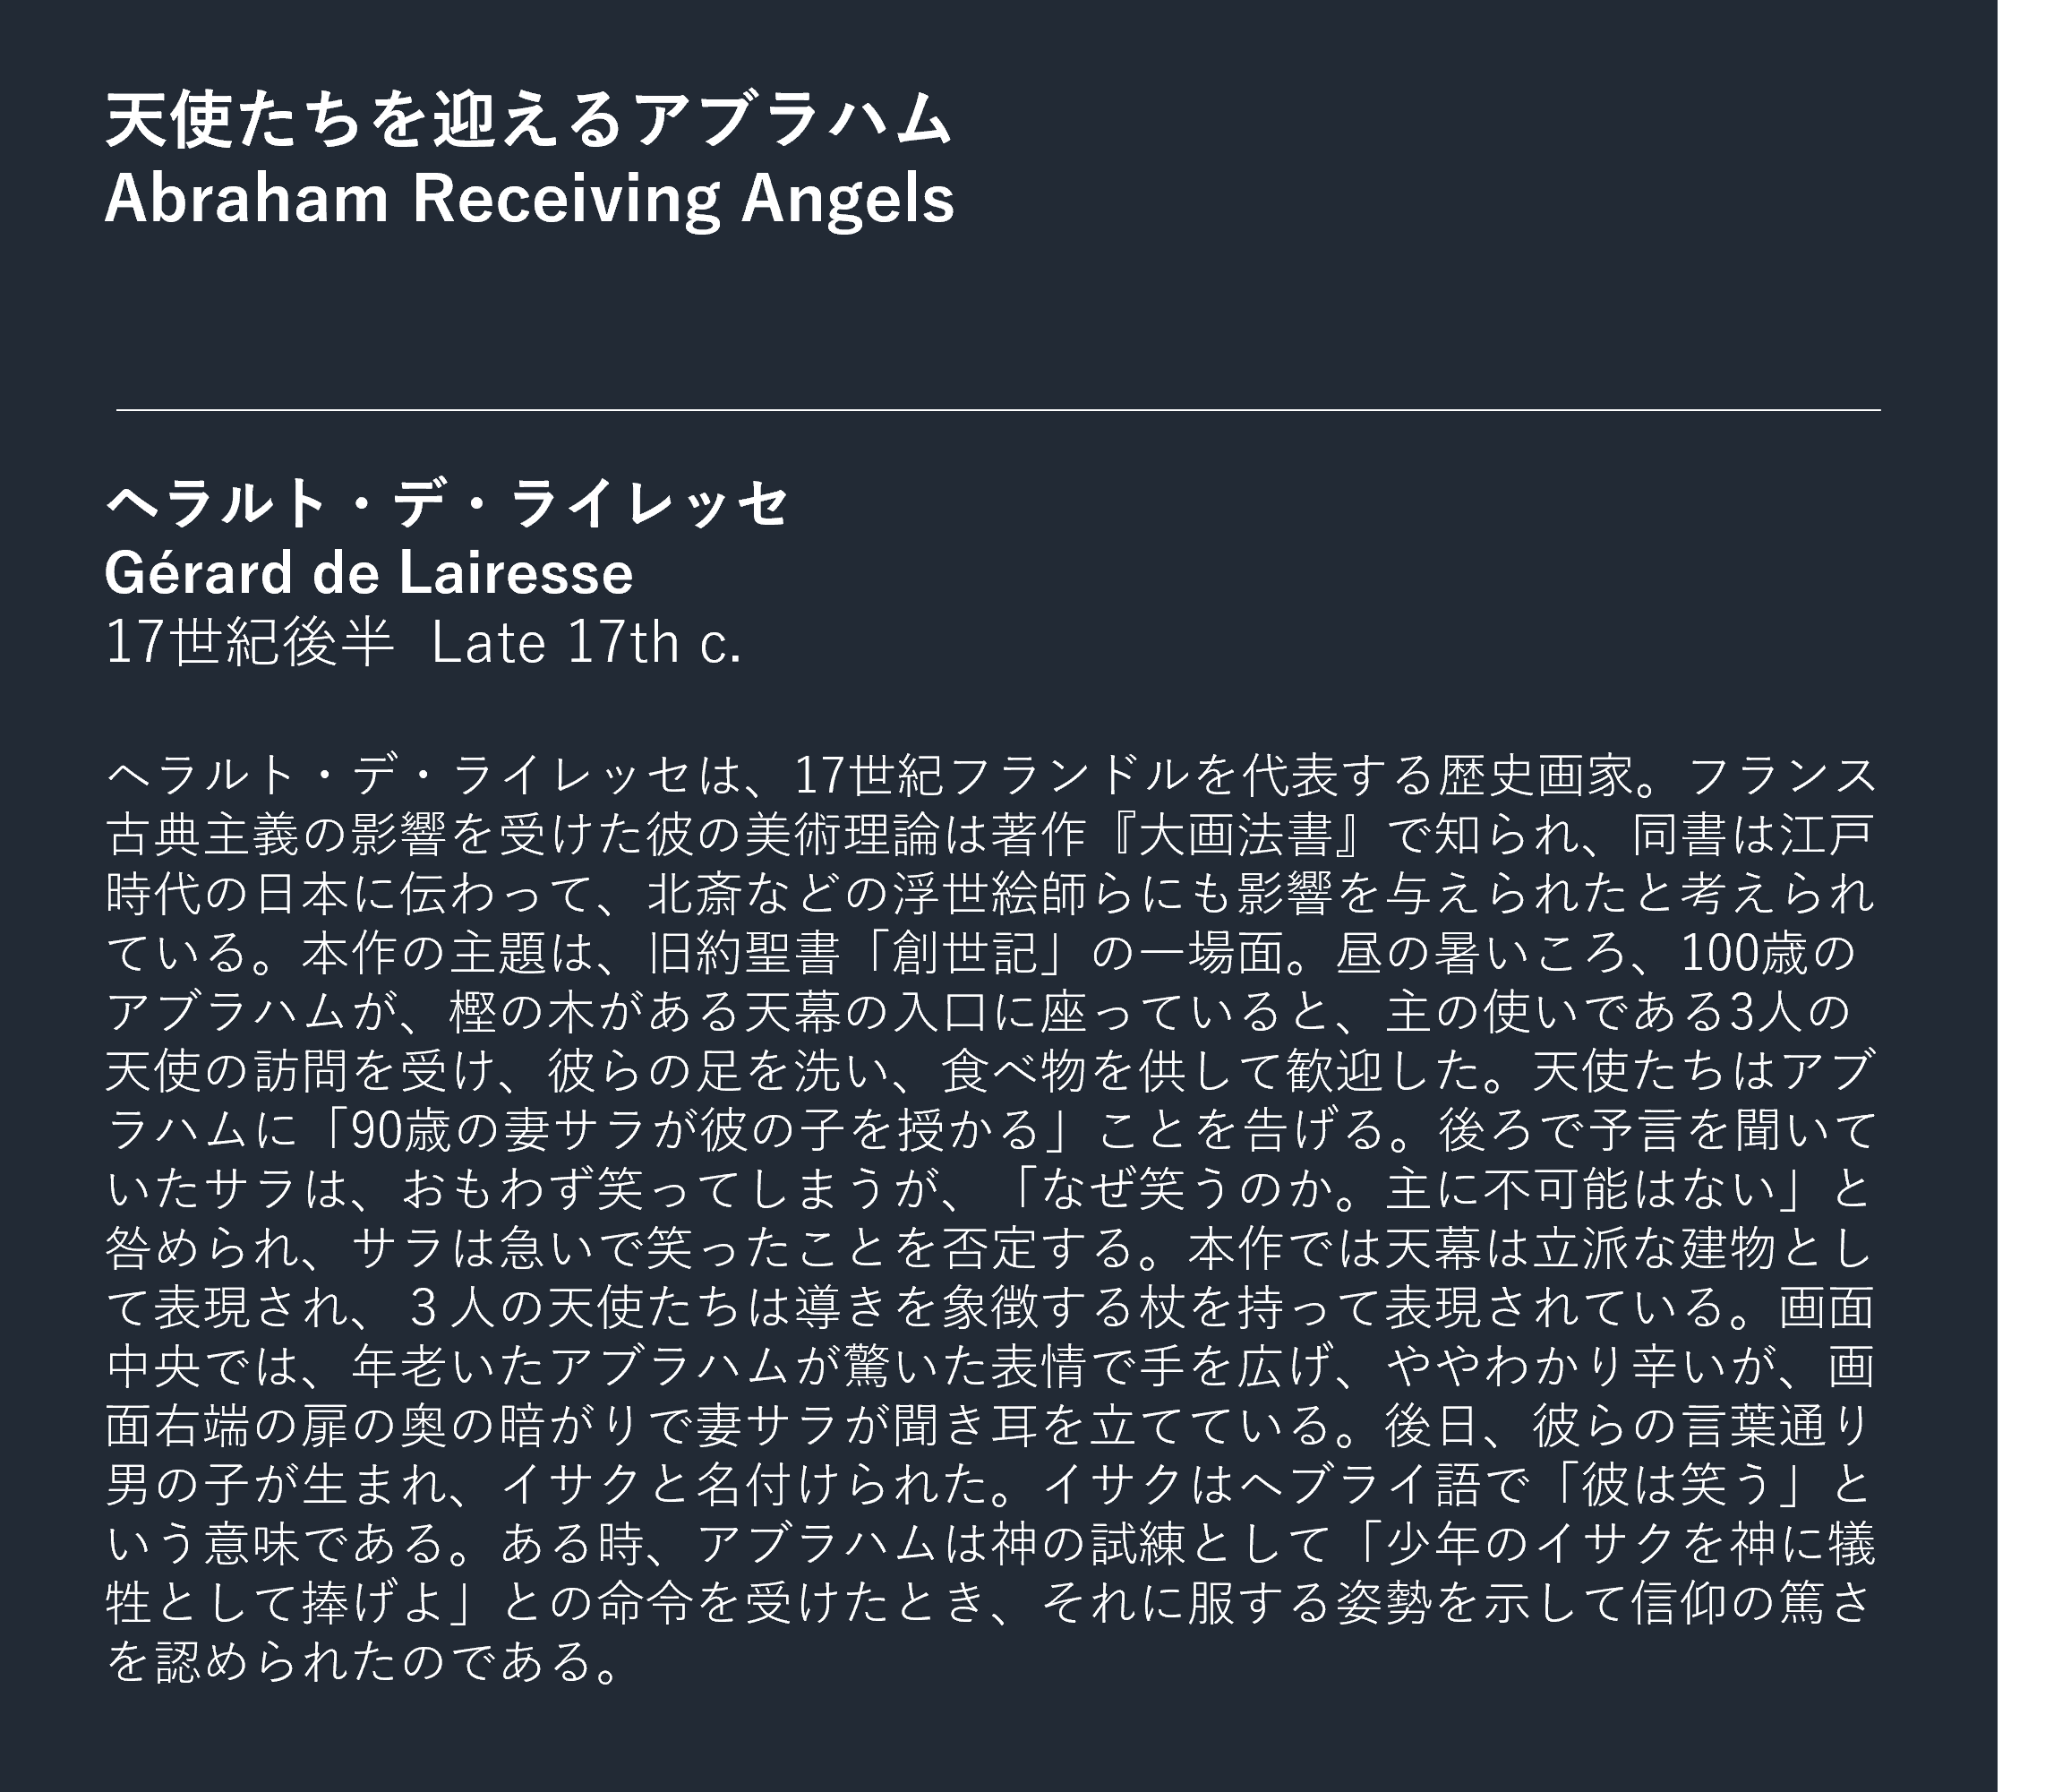 天使たちを迎えるアブラハム
Abraham Receiving Angels
ヘラルト・デ・ライレッセ
Gérard de Lairesse
17世紀後半 Late 17th c.
ヘラルト・デ・ライレッセは、17世紀フランドルを代表する歴史画家。フランス
古典主義の影響を受けた彼の美術理論は著作『大画法書』で知られ、同書は江戸
時代の日本に伝わって、北斎などの浮世絵師らにも影響を与えられたと考えられ
ている。本作の主題は、旧約聖書「創世記」の一場面。昼の暑いころ、100歳の
アブラハムが、樫の木がある天幕の入口に座っていると、主の使いである3人の
天使の訪問を受け、彼らの足を洗い、食べ物を供して歓迎した。天使たちはアブ
ラハムに「90歳の妻サラが彼の子を授かる」ことを告げる。後ろで予言を聞いて
いたサラは、おもわず笑ってしまうが、「なぜ笑うのか。主に不可能はない」と
咎められ、サラは急いで笑ったことを否定する。本作では天幕は立派な建物とし
て表現され、３人の天使たちは導きを象徴する杖を持って表現されている。画面
中央では、年老いたアブラハムが驚いた表情で手を広げ、ややわかり辛いが、画
面右端の扉の奥の暗がりで妻サラが聞き耳を立てている。後日、彼らの言葉通り
男の子が生まれ、イサクと名付けられた。イサクはヘブライ語で「彼は笑う」と
いう意味である。ある時、アブラハムは神の試練として「少年のイサクを神に犠
牲として捧げよ」との命令を受けたとき、それに服する姿勢を示して信仰の篤さ
を認められたのである。